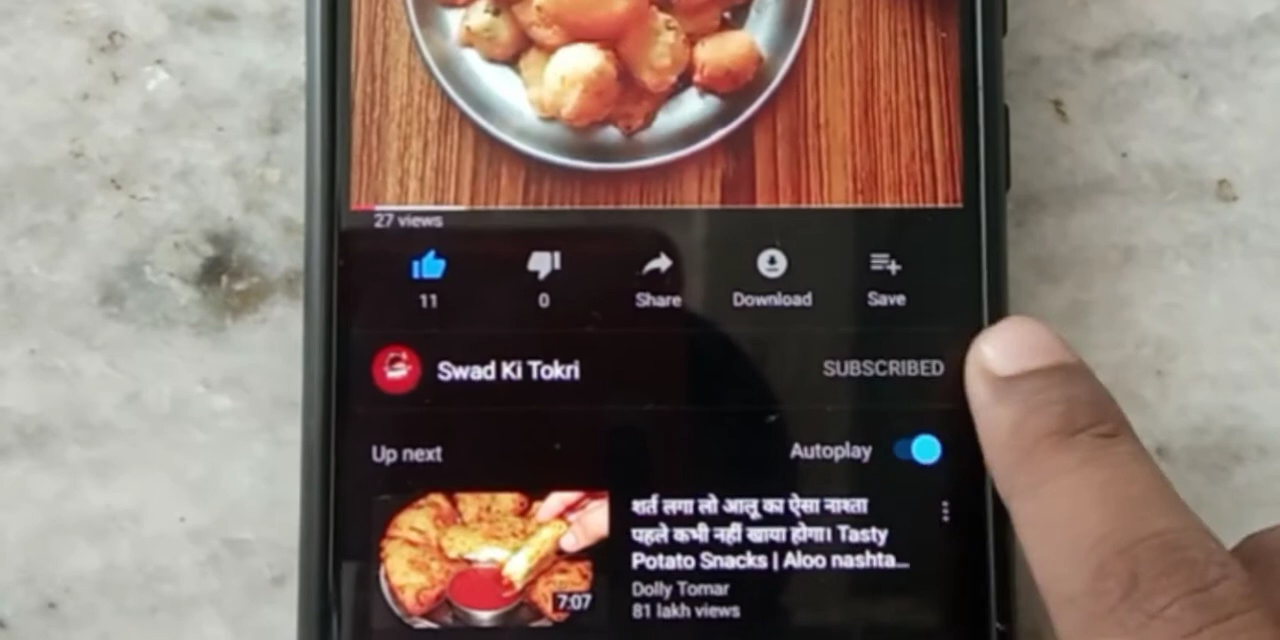 27 views
11
0
Share
Download
Save
Swad Ki Tokri
SUBSCRIBED
Up next
Autoplay
शर्त लगा लो आलू का ऐसा नाश्ता
पहले कभी नहीं खाया होगा। Tasty
Potato Snacks | Aloo nashta...
Dolly Tomar
81 lakh views
7:07